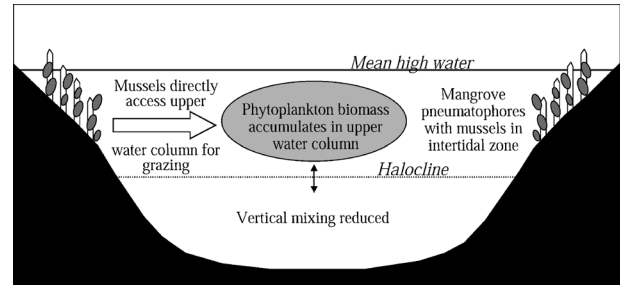 Mean high water
Mussels directly
access upper
water column for
grazing
Phytoplankton biomass
accumulates in upper
water column
Mangrove
pneumatophores
with mussels in
intertidal zone
Halocline
Vertical mixing reduced